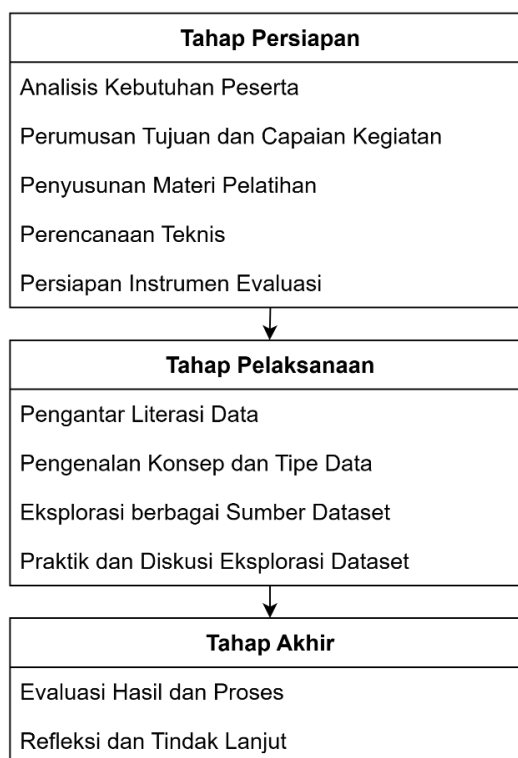 Tahap Persiapan
Analisis Kebutuhan Peserta
Perumusan Tujuan dan Capaian Kegiatan
Penyusunan Materi Pelatihan
Perencanaan Teknis
Persiapan Instrumen Evaluasi
Tahap Pelaksanaan
Pengantar Literasi Data
Pengenalan Konsep dan Tipe Data
Eksplorasi berbagai Sumber Dataset
Praktik dan Diskusi Eksplorasi Dataset
Tahap Akhir
Evaluasi Hasil dan Proses
Refleksi dan Tindak Lanjut